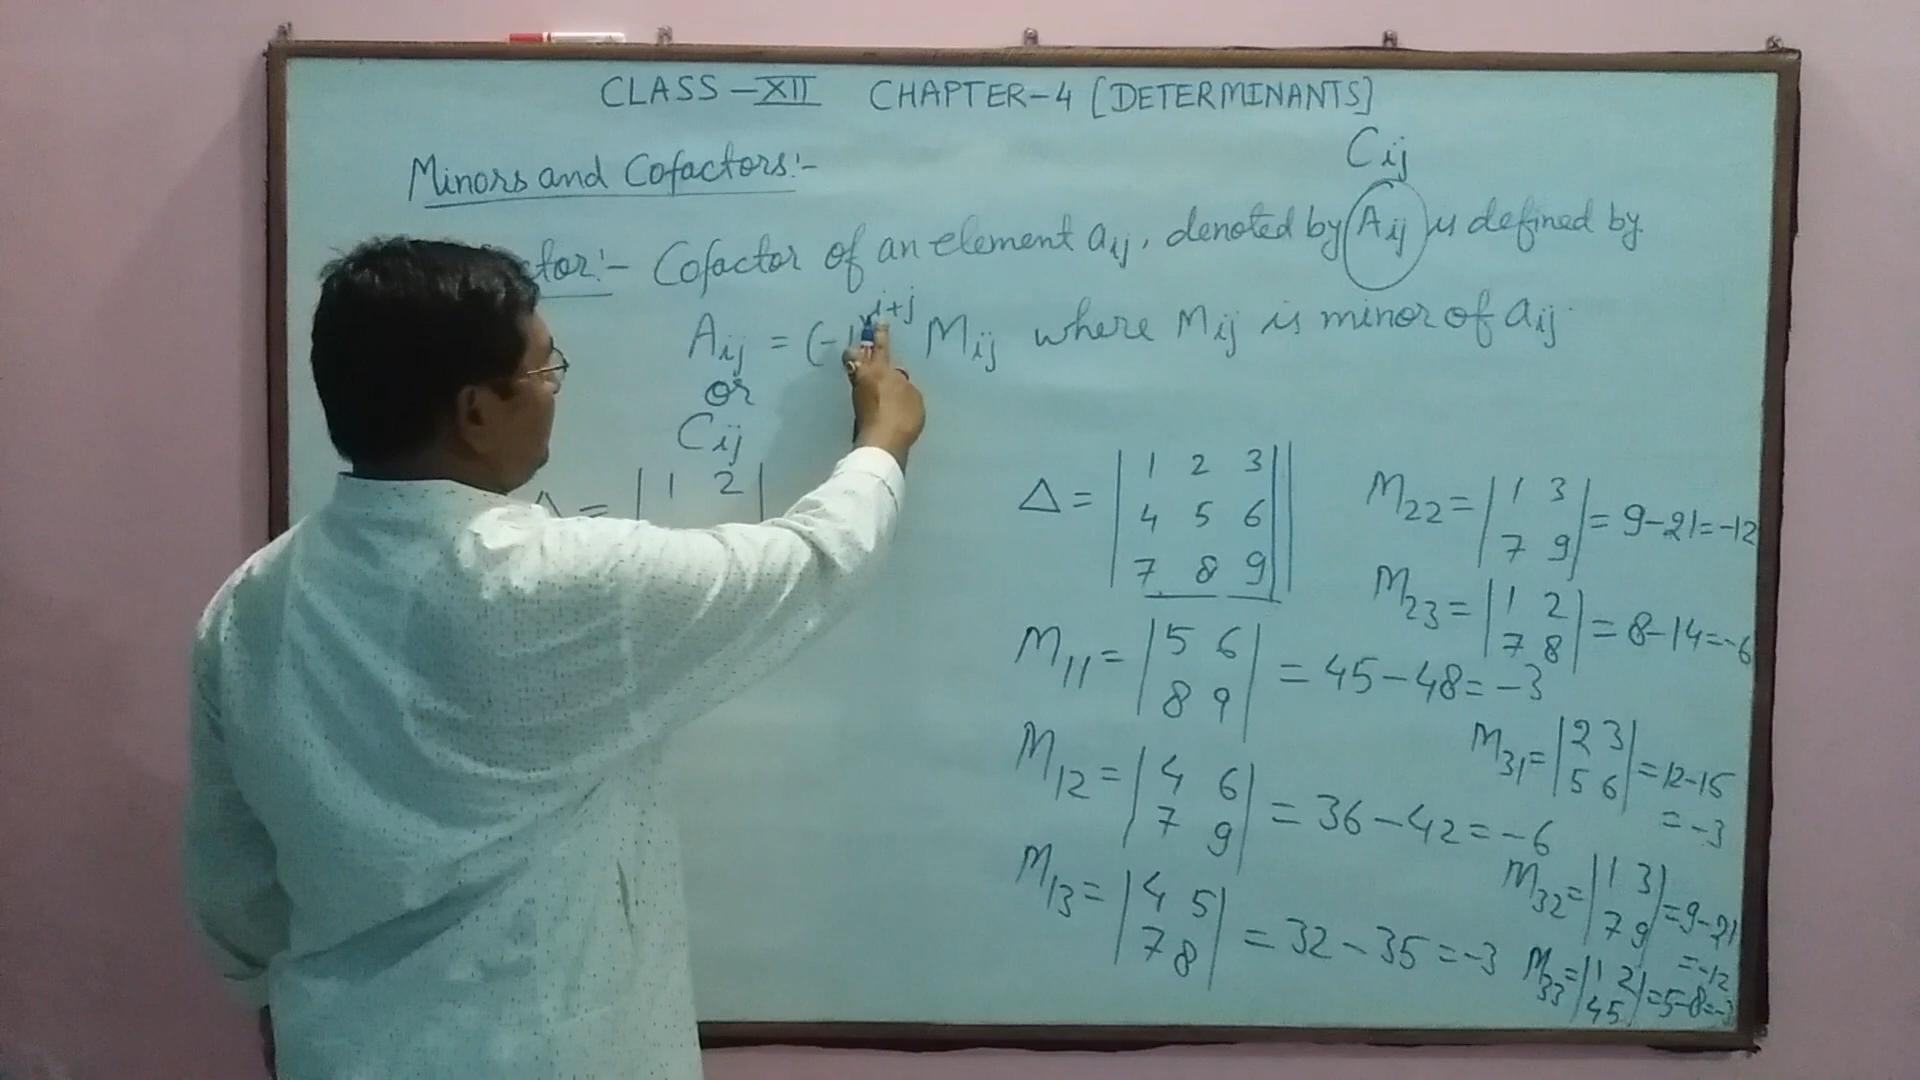 CLASS-XII CHAPTER-4 [DETERMINANTS]
Minors and Cofactors:-
Cij
ctor:- Cofactor of an element aij, denoted by Aij is defined by
Aij = (-1)^i+j Mij where Mij is minor of aij.
or
Cij
Δ = | 1 2 |
Δ = | 1 2 3 |
| 4 5 6 |
| 7 8 9 |
M11 = | 5 6 | = 45-48 = -3
| 8 9 |
M12 = | 4 6 | = 36-42 = -6
| 7 9 |
M13 = | 4 5 | = 32-35 = -3
| 7 8 |
M22 = | 1 3 | = 9-21 = -12
| 7 9 |
M23 = | 1 2 | = 8-14 = -6
| 7 8 |
M31 = | 2 3 | = 12-15
| 5 6 |
= -3
M32 = | 1 3 | = 9-21
| 7 9 |
= -12
M33 = | 1 2 | = 5-8 = -3
| 4 5 |